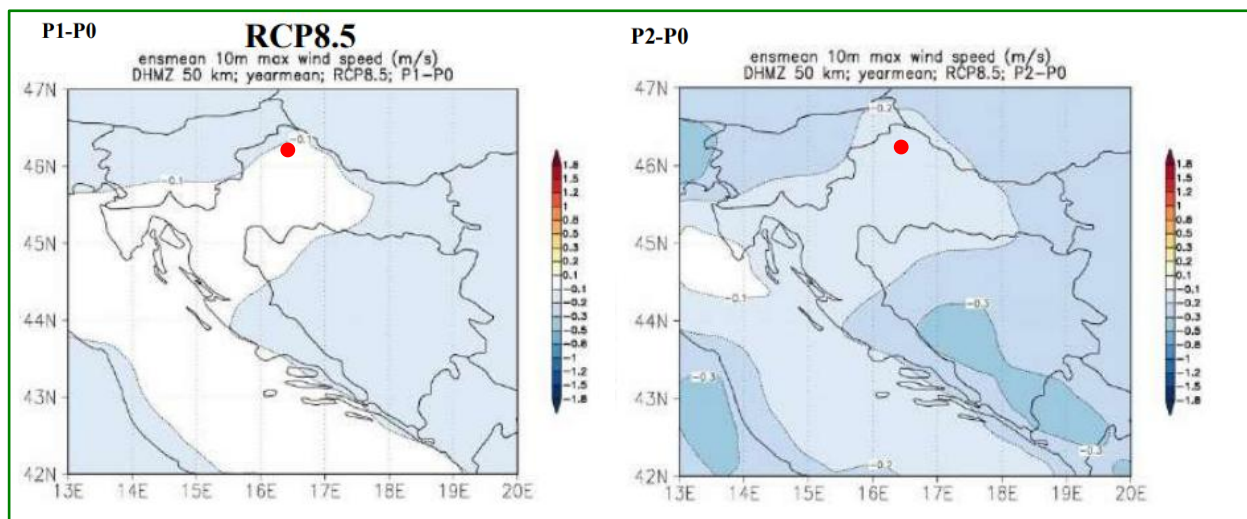 P1-P0
RCP8.5
ensmean 10m max wind speed (m/s)
DHMZ 50 km; yearmean; RCP8.5; P1-P0
47N
46N
45N
44N
43N
42N
13E 14E 15E 16E 17E 18E 19E 20E
-0.1
-0.1
1.8
1.5
1.2
1
0.8
0.5
0.3
0.2
0.1
-0.1
-0.2
-0.3
-0.5
-0.8
-1
-1.2
-1.5
-1.8
P2-P0
ensmean 10m max wind speed (m/s)
DHMZ 50 km; yearmean; RCP8.5; P2-P0
47N
46N
45N
44N
43N
42N
13E 14E 15E 16E 17E 18E 19E 20E
-0.2
-0.1
-0.3
-0.3
-0.3
-0.2
1.8
1.5
1.2
1
0.8
0.5
0.3
0.2
0.1
-0.1
-0.2
-0.3
-0.5
-0.8
-1
-1.2
-1.5
-1.8